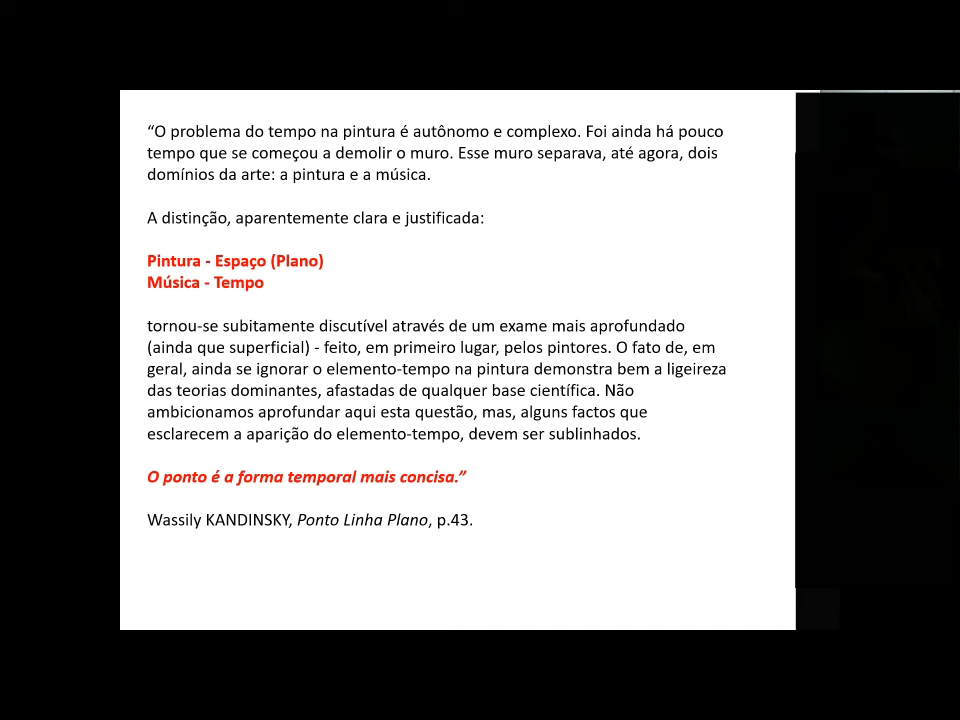 “O problema do tempo na pintura é autônomo e complexo. Foi ainda há pouco
tempo que se começou a demolir o muro. Esse muro separava, até agora, dois
domínios da arte: a pintura e a música.
A distinção, aparentemente clara e justificada:
Pintura - Espaço (Plano)
Música - Tempo
tornou-se subitamente discutível através de um exame mais aprofundado
(ainda que superficial) - feito, em primeiro lugar, pelos pintores. O fato de, em
geral, ainda se ignorar o elemento-tempo na pintura demonstra bem a ligeireza
das teorias dominantes, afastadas de qualquer base científica. Não
ambicionamos aprofundar aqui esta questão, mas, alguns factos que
esclarecem a aparição do elemento-tempo, devem ser sublinhados.
O ponto é a forma temporal mais concisa.”
Wassily KANDINSKY, Ponto Linha Plano, p.43.